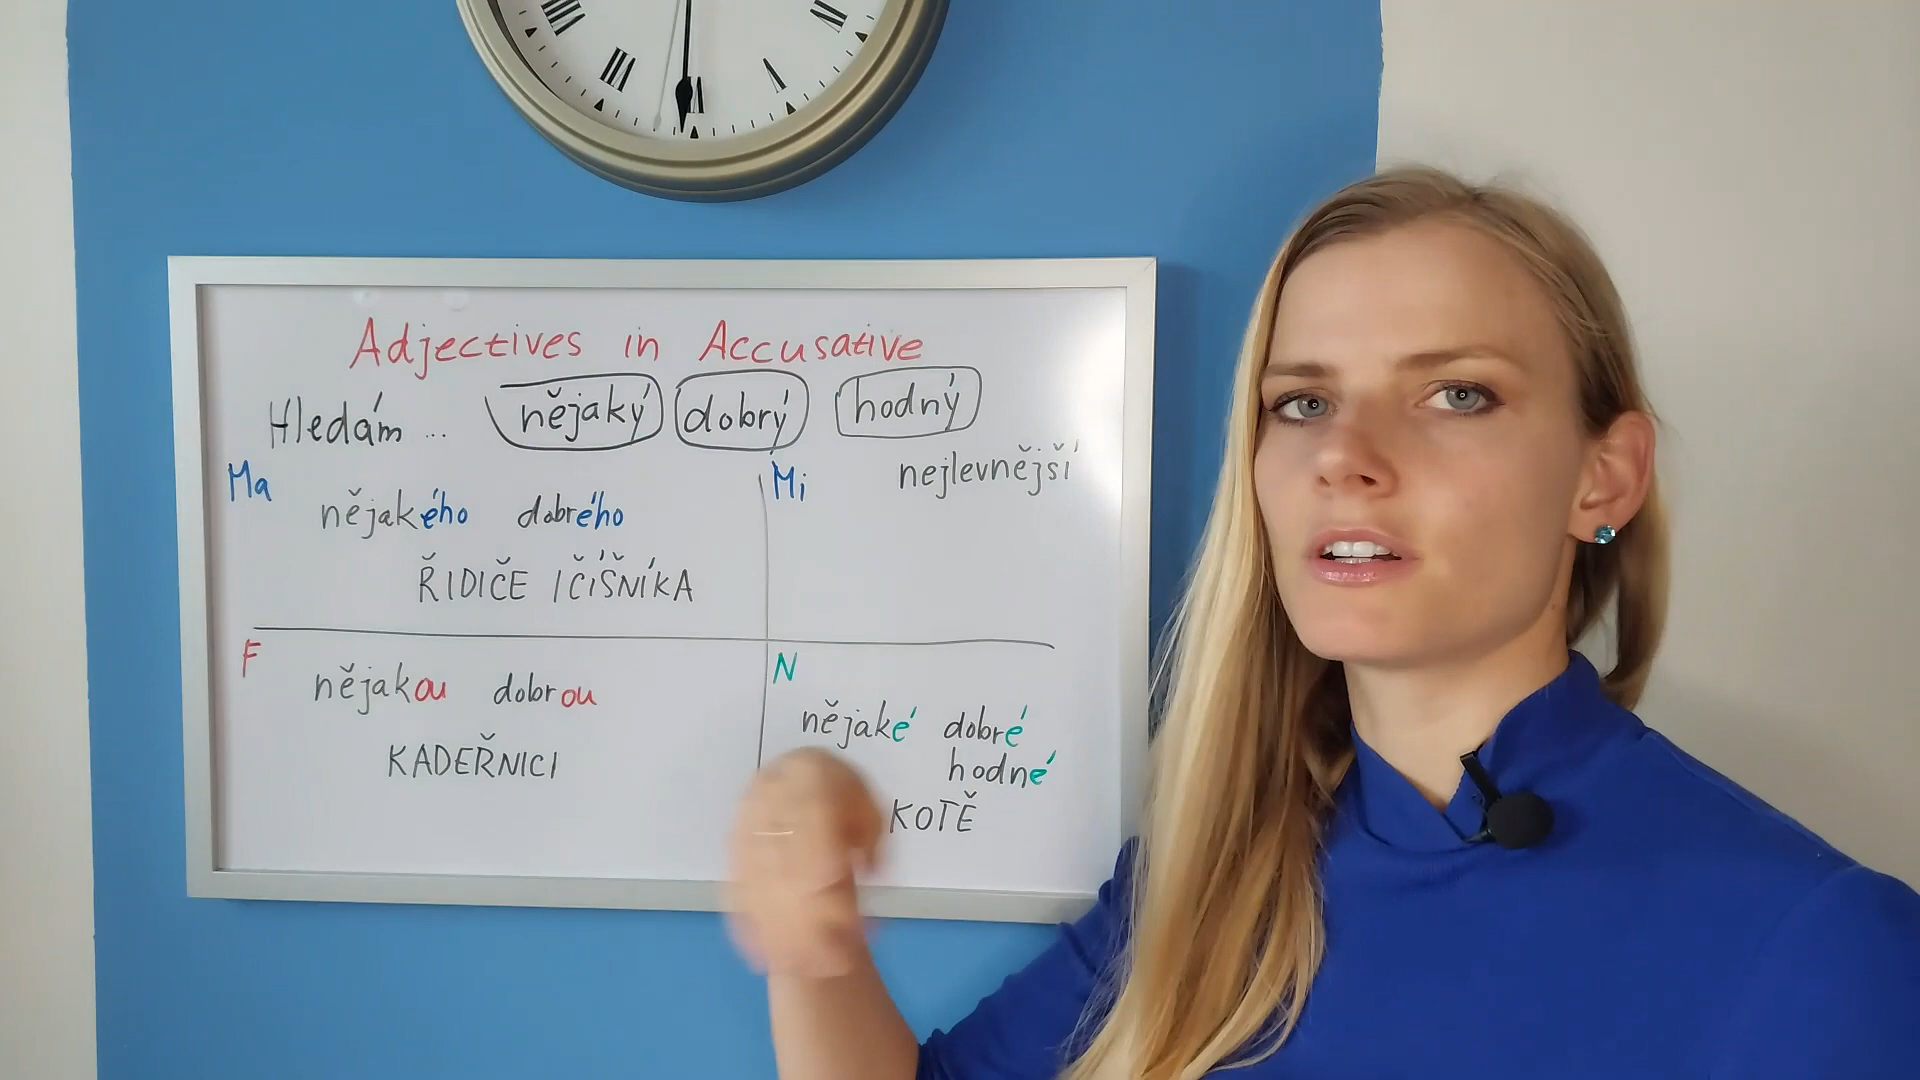 Adjectives in Accusative
Hledám ... nějaký dobrý hodný
Ma
nějakého dobrého
ŘIDIČE / ČÍŠNÍKA
Mi
nejlevnější
F
nějakou dobrou
KADEŘNICI
N
nějaké dobré
hodné
KOTĚ